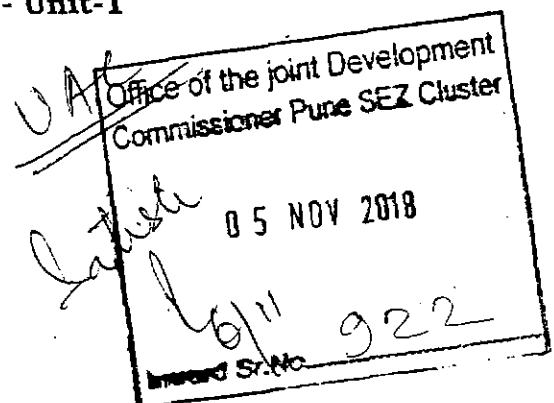 - Unit-1
UAC
Office of the joint Development
Commissioner Pune SEZ Cluster
05 NOV 2018
6/11
922
Inward Sr.No.